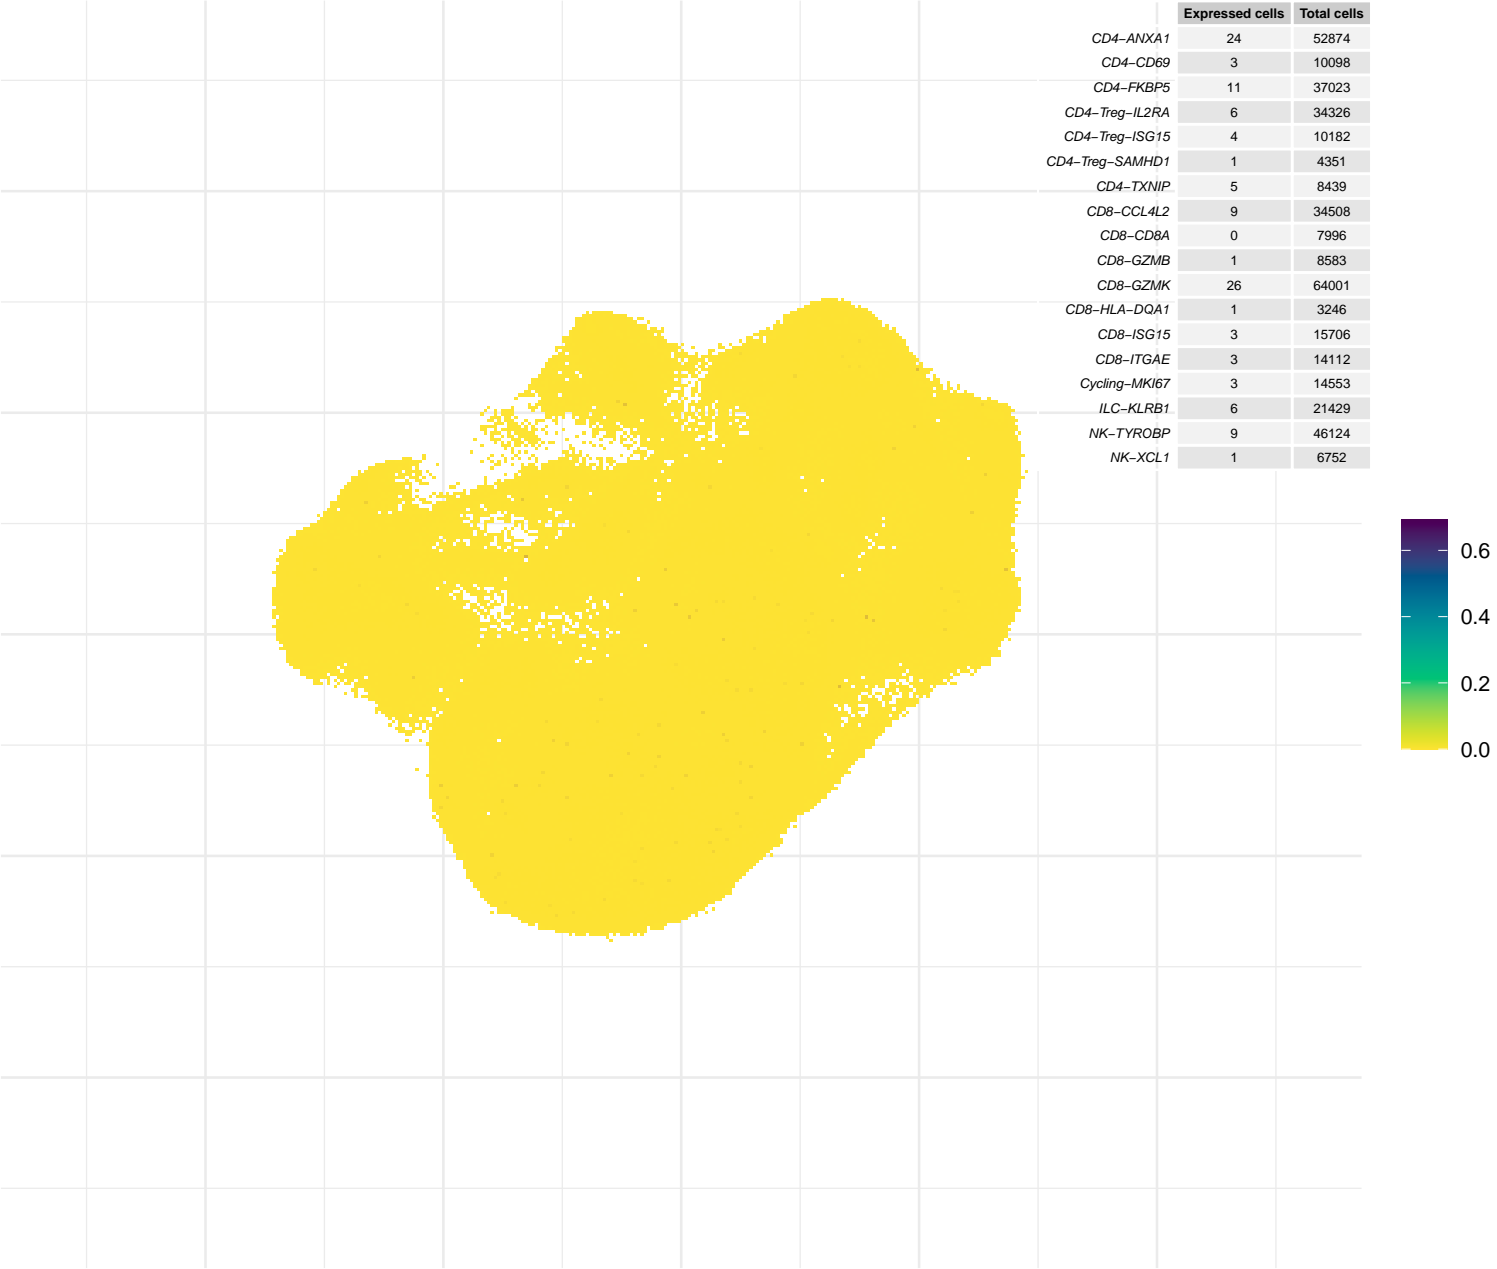 Expressed cells Total cells
CD4−ANXA1 24 52874
CD4−CD69 3 10098
CD4−FKBP5 11 37023
CD4−Treg−IL2RA 6 34326
CD4−Treg−ISG15 4 10182
CD4−Treg−SAMHD1 1 4351
CD4−TXNIP 5 8439
CD8−CCL4L2 9 34508
CD8−CD8A 0 7996
CD8−GZMB 1 8583
CD8−GZMK 26 64001
CD8−HLA−DQA1 1 3246
CD8−ISG15 3 15706
CD8−ITGAE 3 14112
Cycling−MKI67 3 14553
ILC−KLRB1 6 21429
NK−TYROBP 9 46124
NK−XCL1 1 6752
0.6
0.4
0.2
0.0